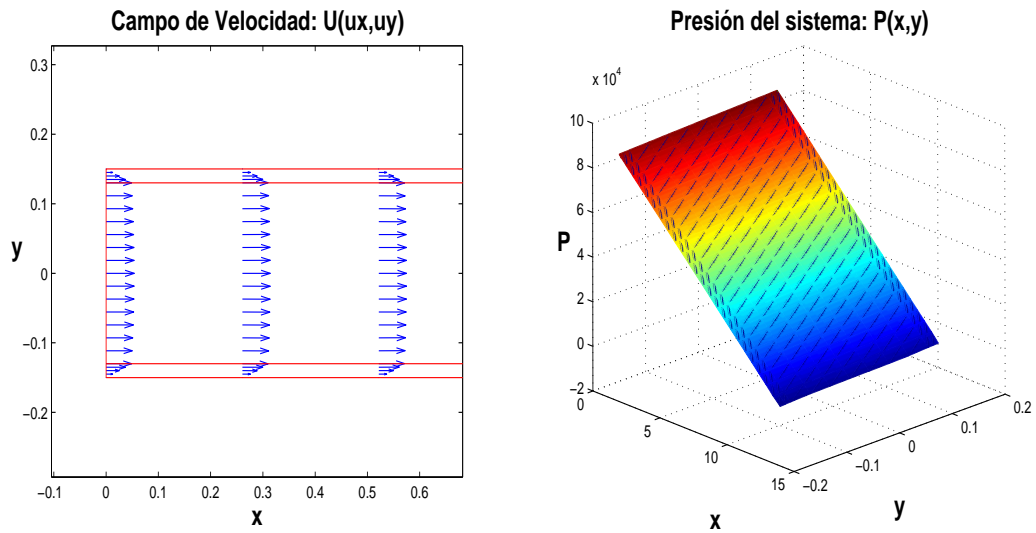 Campo de Velocidad: U(ux,uy)
0.3
0.2
0.1
y
0
−0.1
−0.2
−0.1 0 0.1 0.2 0.3 0.4 0.5 0.6
x
Presión del sistema: P(x,y)
x 10^4
10
8
6
P
4
2
0
−2
0
5
10
15
x
−0.2
−0.1
0
0.1
0.2
y